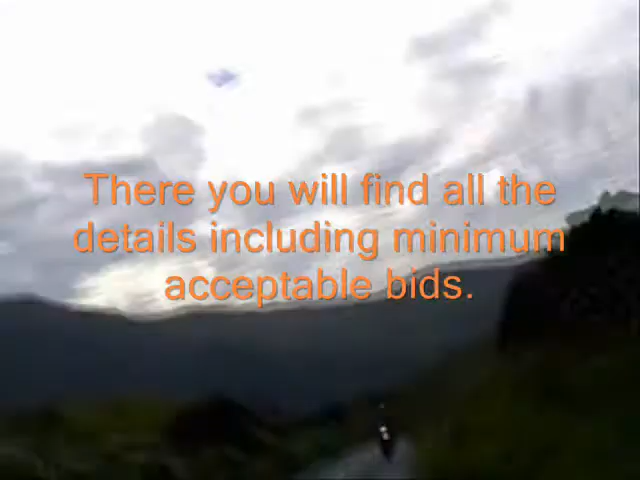 There you will find all the
details including minimum
acceptable bids.